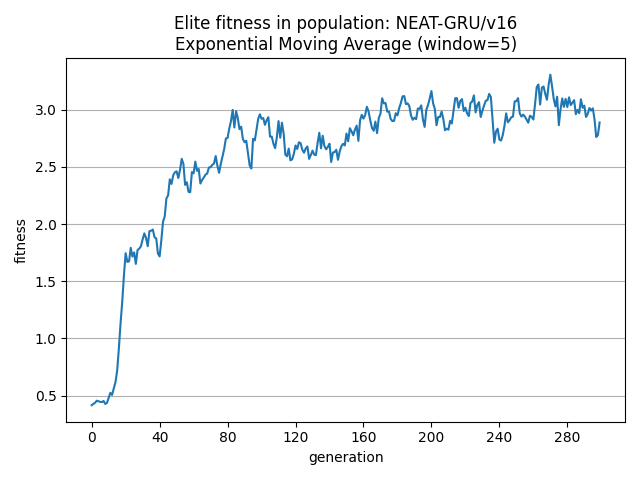 Elite fitness in population: NEAT-GRU/v16
Exponential Moving Average (window=5)
fitness
3.0
2.5
2.0
1.5
1.0
0.5
0 40 80 120 160 200 240 280
generation